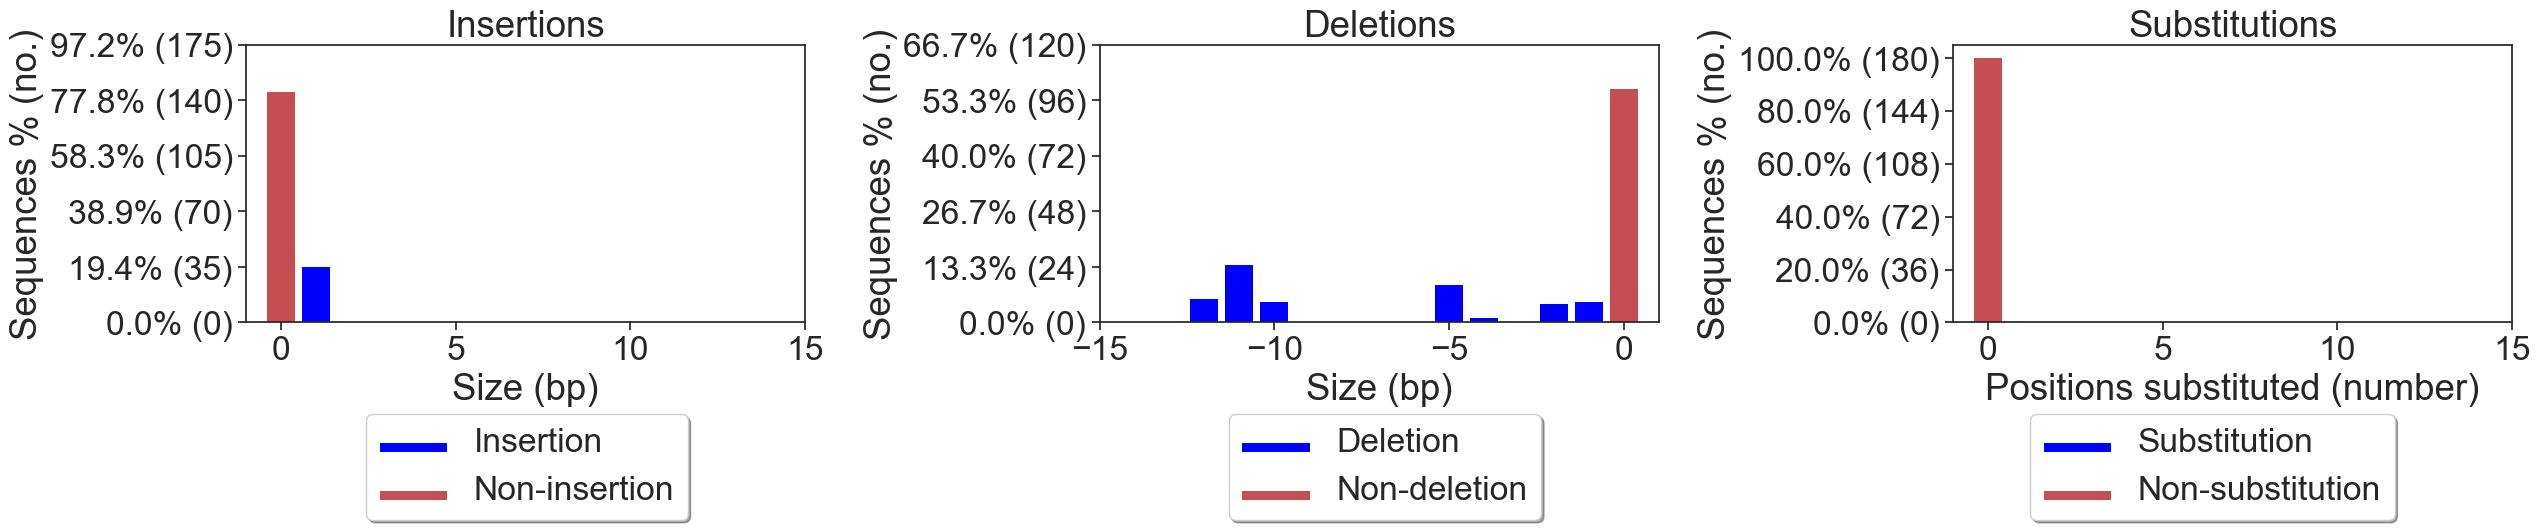 Insertions
Sequences % (no.)
97.2% (175)
77.8% (140)
58.3% (105)
38.9% (70)
19.4% (35)
0.0% (0)
0
5
10
15
Size (bp)
Insertion
Non-insertion
Deletions
Sequences % (no.)
66.7% (120)
53.3% (96)
40.0% (72)
26.7% (48)
13.3% (24)
0.0% (0)
−15
−10
−5
0
Size (bp)
Deletion
Non-deletion
Substitutions
Sequences % (no.)
100.0% (180)
80.0% (144)
60.0% (108)
40.0% (72)
20.0% (36)
0.0% (0)
0
5
10
15
Positions substituted (number)
Substitution
Non-substitution